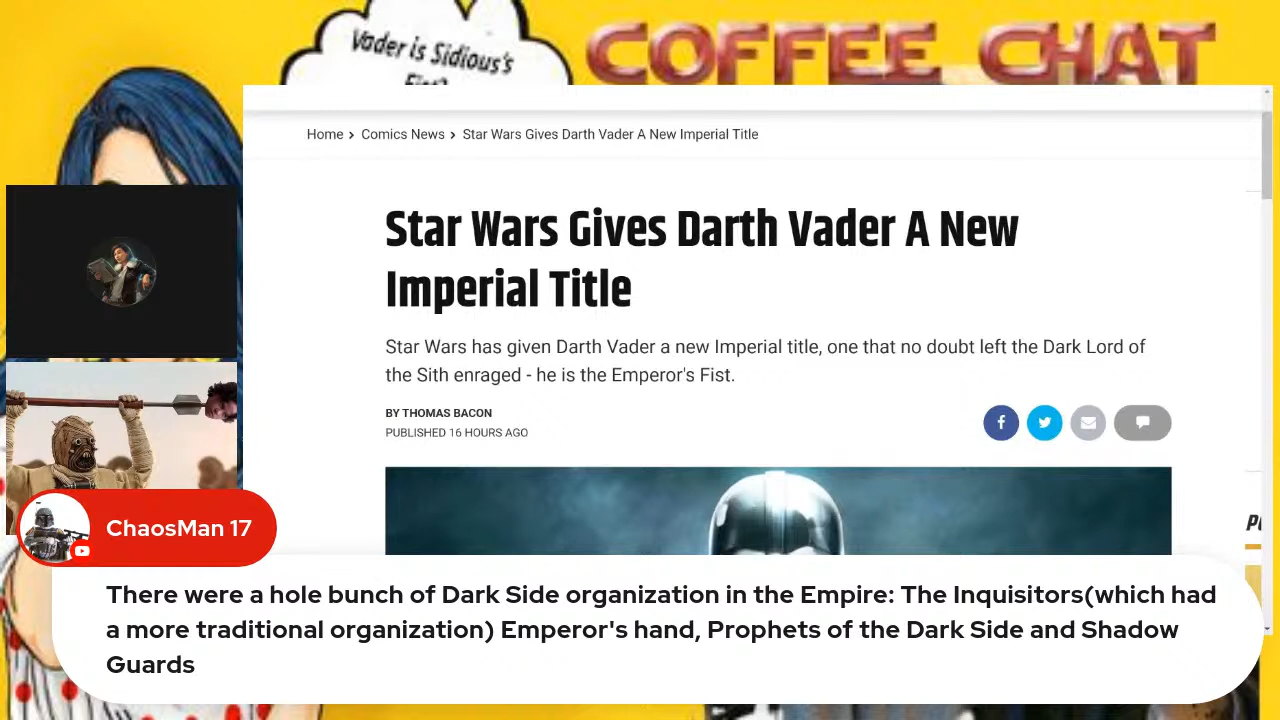 Vader is Sidious's
COFFEE CHAT
Home > Comics News > Star Wars Gives Darth Vader A New Imperial Title
Star Wars Gives Darth Vader A New
Imperial Title
Star Wars has given Darth Vader a new Imperial title, one that no doubt left the Dark Lord of
the Sith enraged - he is the Emperor's Fist.
BY THOMAS BACON
PUBLISHED 16 HOURS AGO
ChaosMan 17
There were a hole bunch of Dark Side organization in the Empire: The Inquisitors(which had
a more traditional organization) Emperor's hand, Prophets of the Dark Side and Shadow
Guards